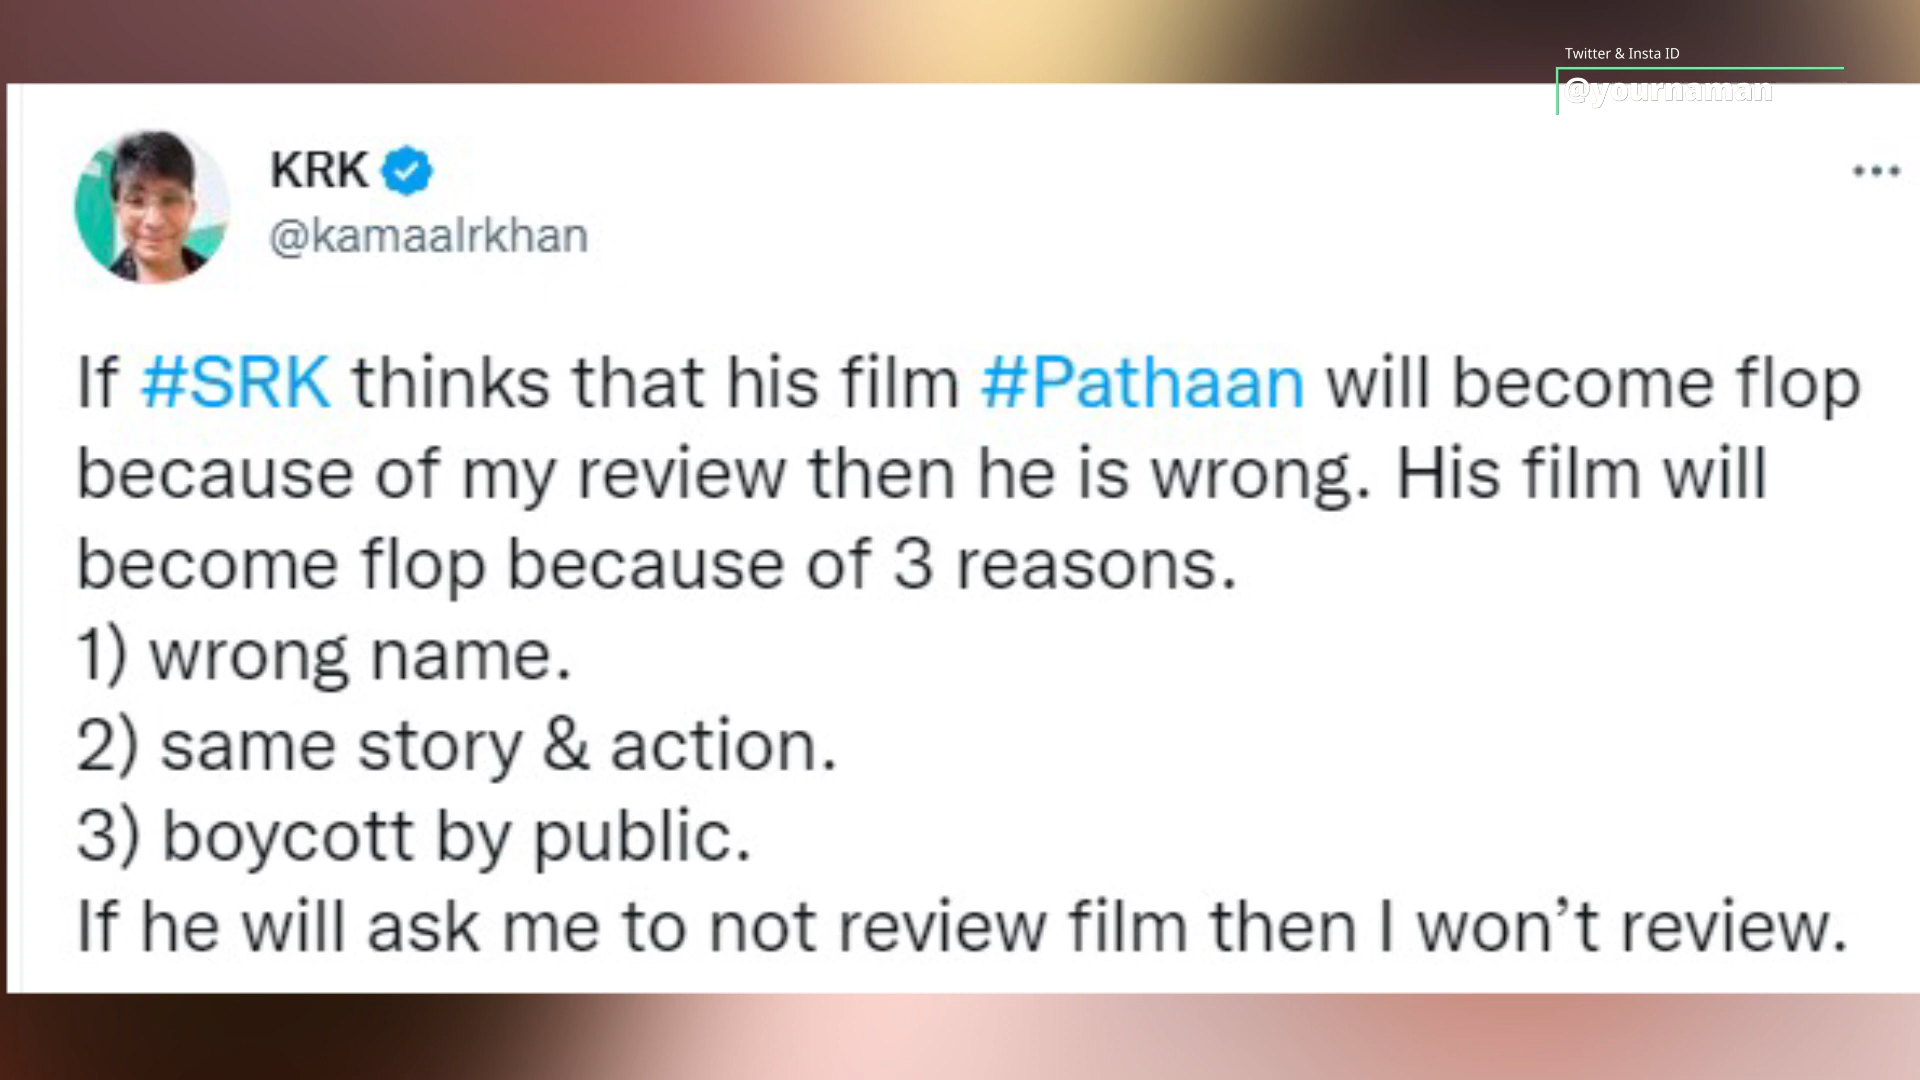 Twitter & Insta ID
@yournaman
KRK
@kamaalrkhan
If #SRK thinks that his film #Pathaan will become flop
because of my review then he is wrong. His film will
become flop because of 3 reasons.
1) wrong name.
2) same story & action.
3) boycott by public.
If he will ask me to not review film then I won’t review.